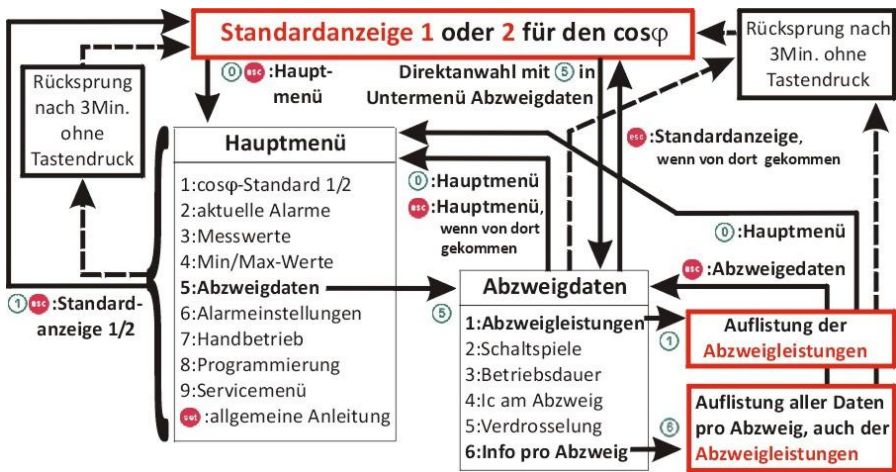 Standardanzeige 1 oder 2 für den cosφ
Rücksprung nach
3Min. ohne
Tastendruck
Rücksprung
nach 3Min.
ohne
Tastendruck
0 esc :Haupt-
menü
Direktanwahl mit 5 in
Untermenü Abzweigdaten
esc :Standardanzeige,
wenn von dort gekommen
Hauptmenü
1:cosφ-Standard 1/2
2:aktuelle Alarme
3:Messwerte
4:Min/Max-Werte
5:Abzweigdaten
6:Alarmeinstellungen
7:Handbetrieb
8:Programmierung
9:Servicemenü
set :allgemeine Anleitung
1 esc :Standard-
anzeige 1/2
0 :Hauptmenü
esc :Hauptmenü,
wenn von dort
gekommen
0 :Hauptmenü
esc :Abzweigedaten
5
Abzweigdaten
1:Abzweigleistungen
2:Schaltspiele
3:Betriebsdauer
4:Ic am Abzweig
5:Verdrosselung
6:Info pro Abzweig
1
Auflistung der
Abzweigleistungen
6
Auflistung aller Daten
pro Abzweig, auch der
Abzweigleistungen